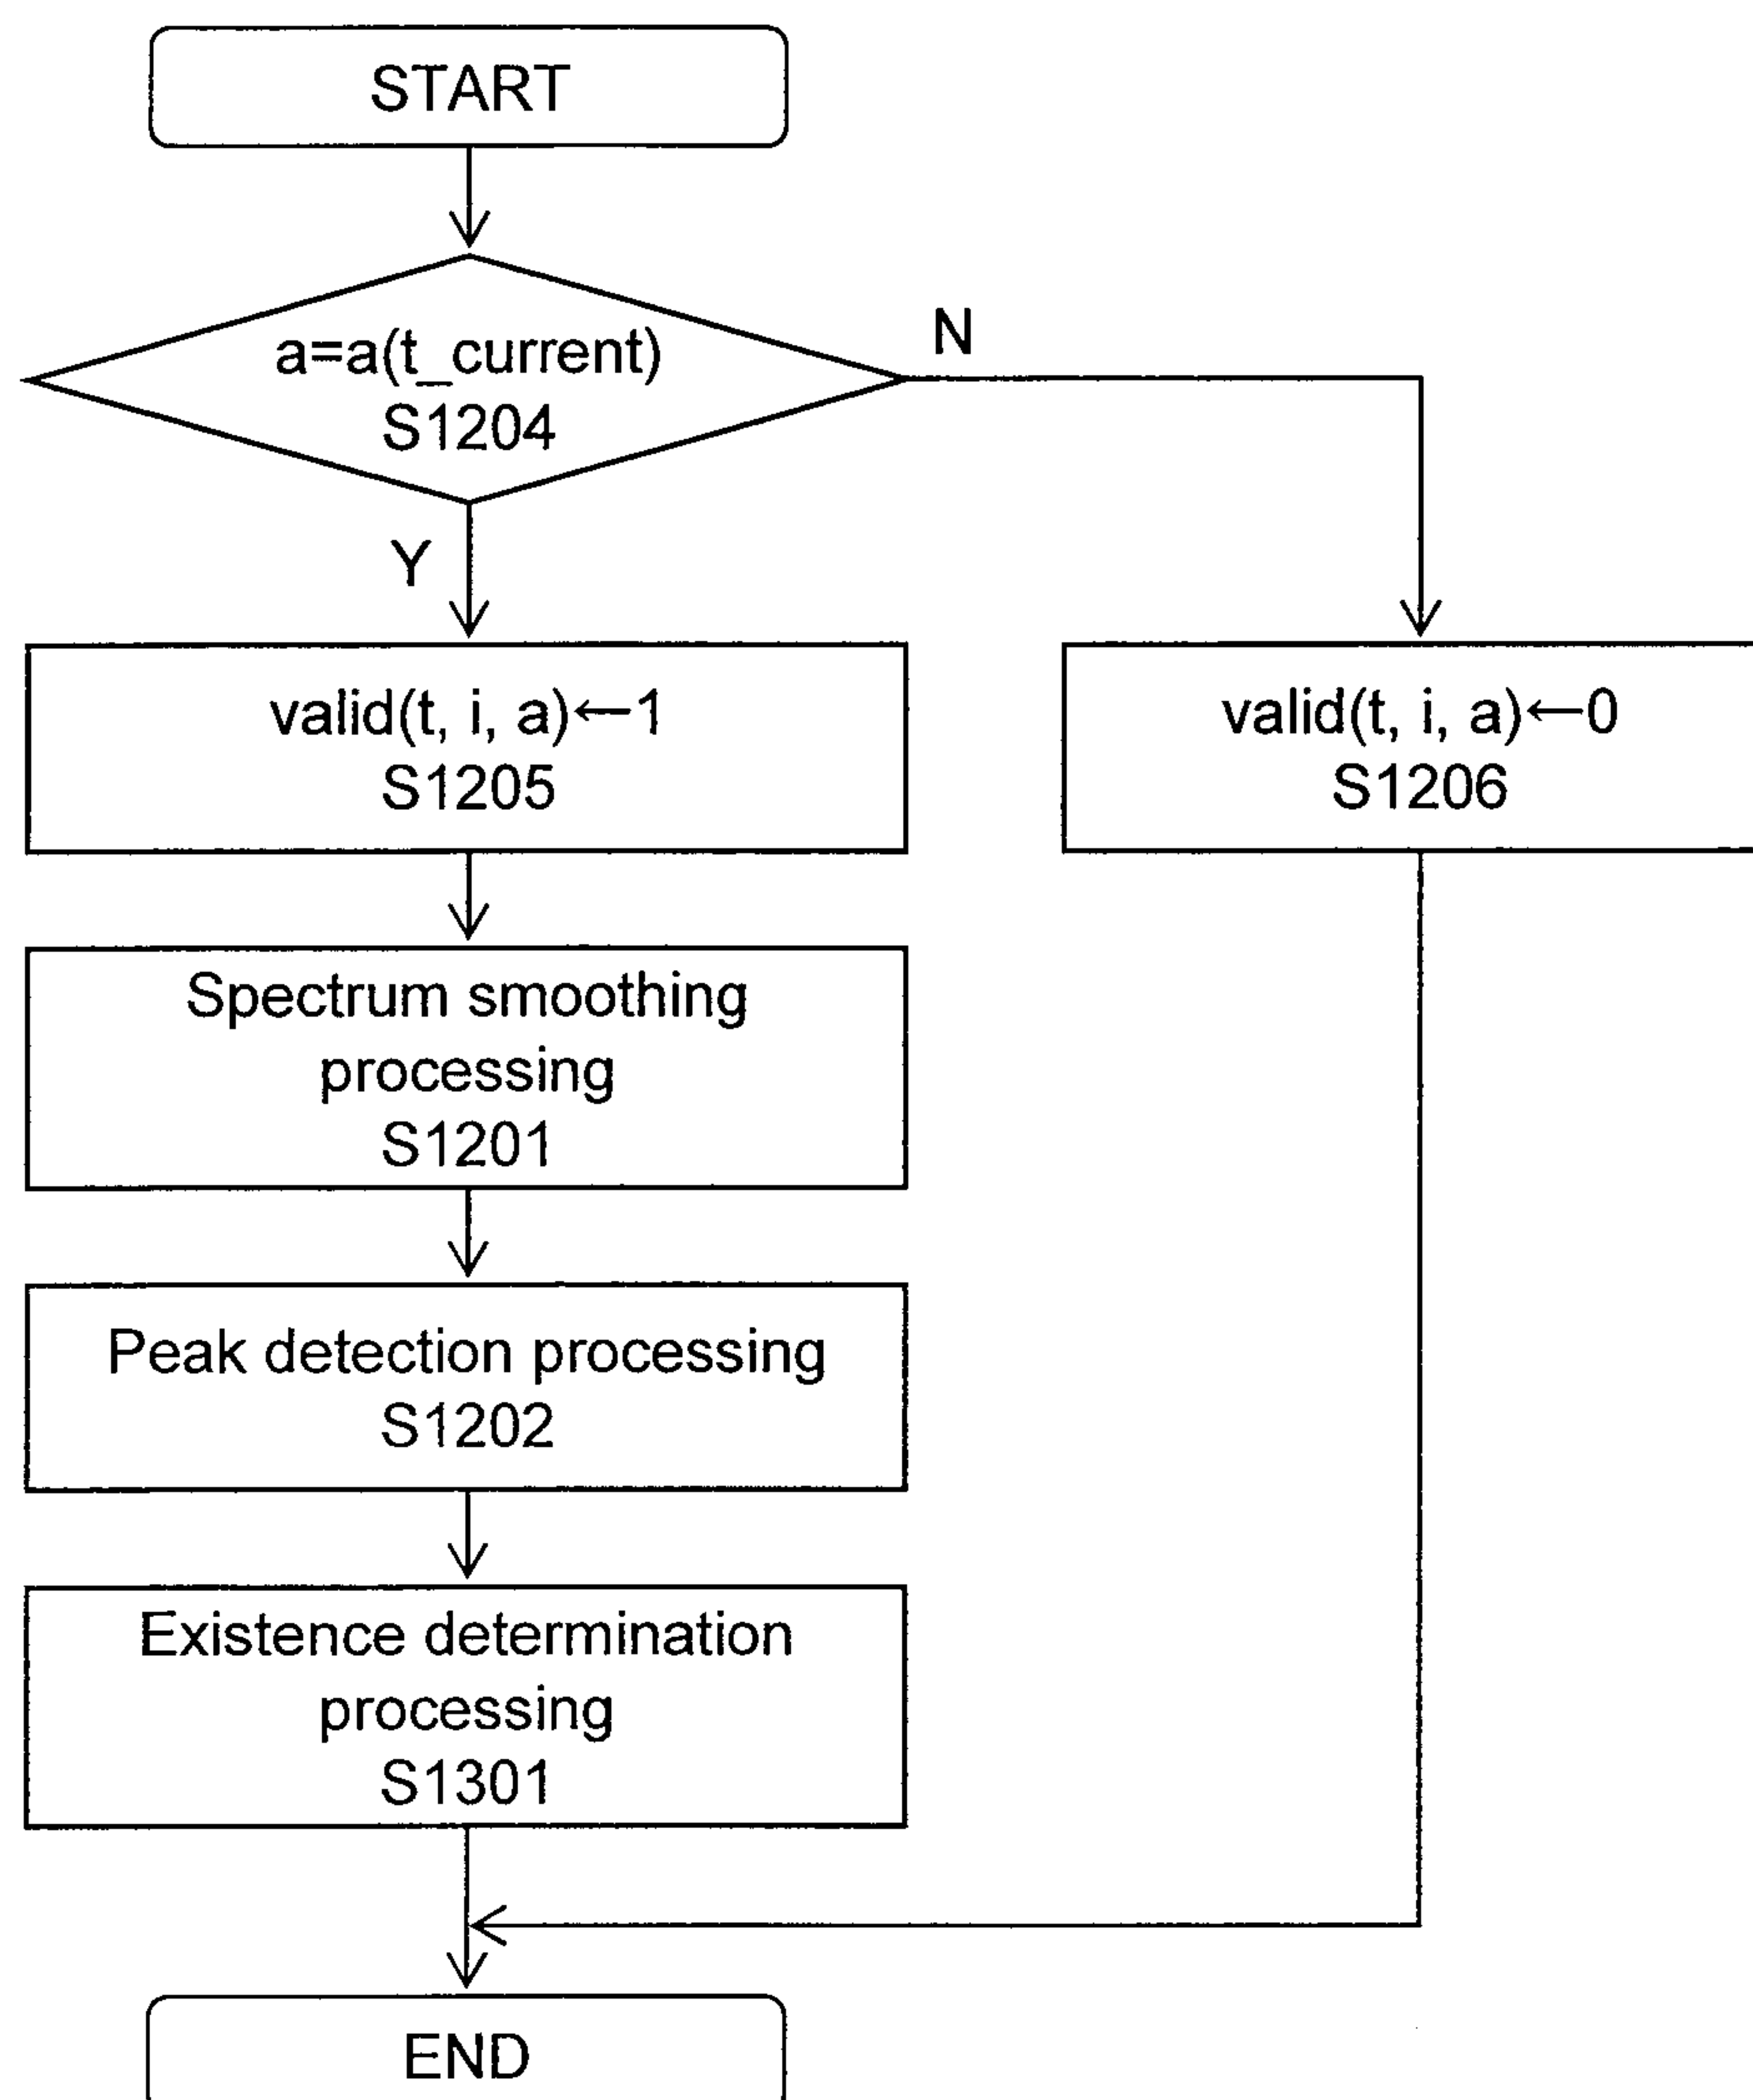 START
a=a(t_current)
S1204
N
Y
valid(t, i, a)←1
S1205
valid(t, i, a)←0
S1206
Spectrum smoothing
processing
S1201
Peak detection processing
S1202
Existence determination
processing
S1301
END